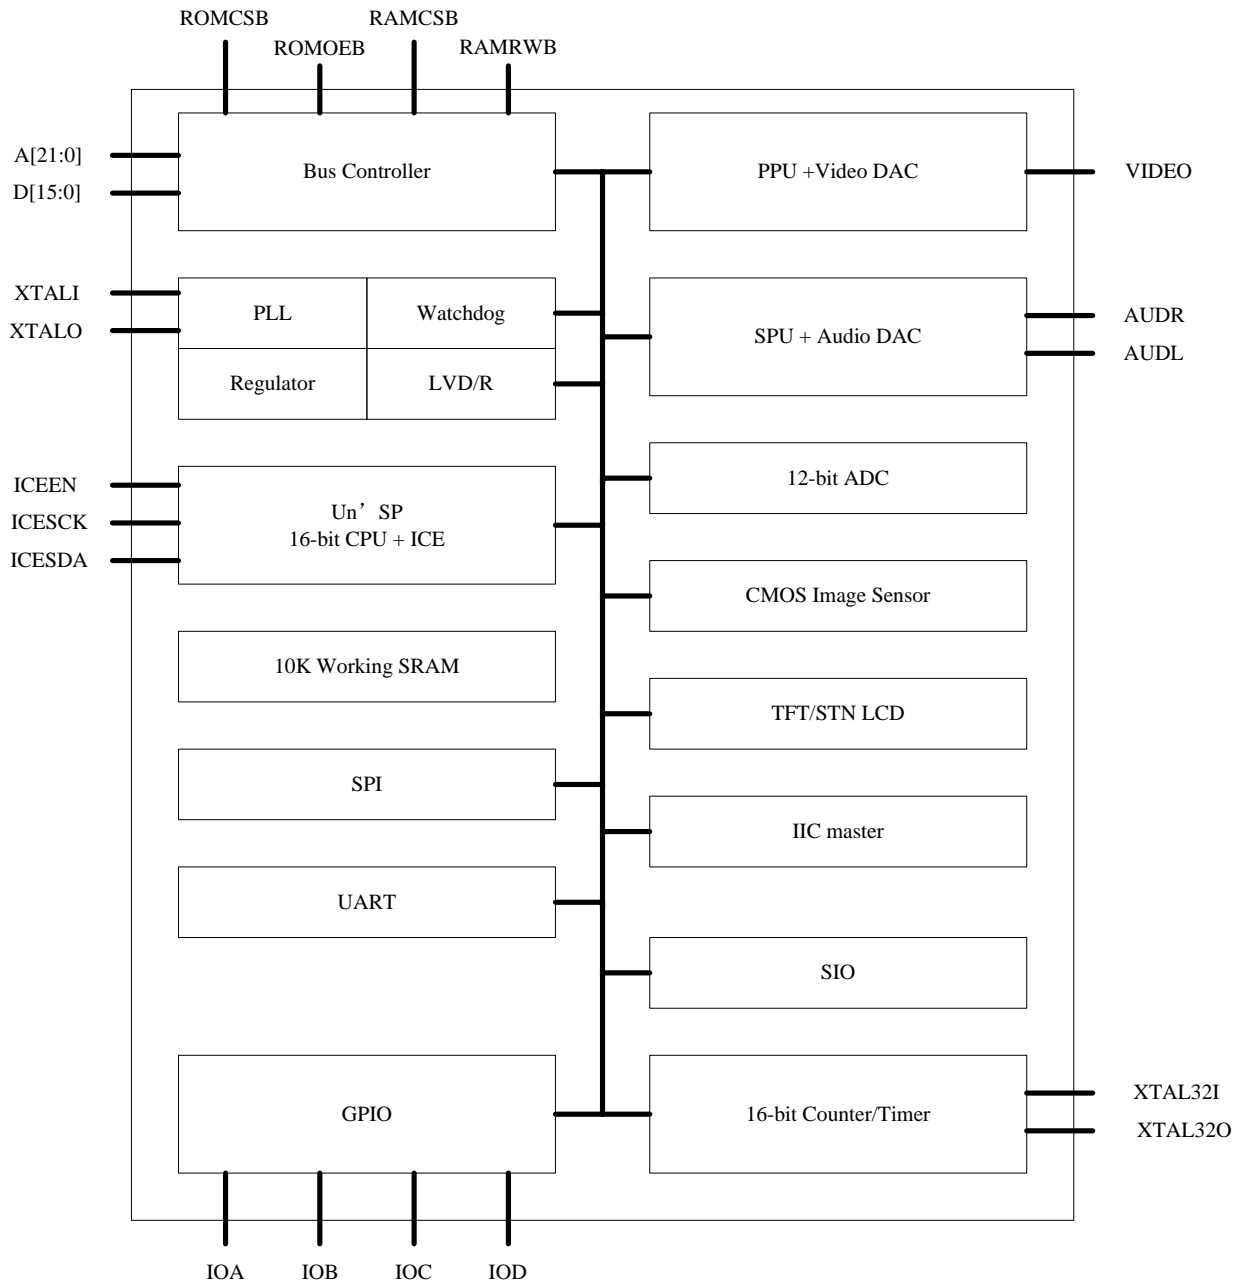 ROMCSB
RAMCSB
ROMOEB
RAMRWB
A[21:0]
D[15:0]
Bus Controller
PPU +Video DAC
VIDEO
XTALI
XTALO
PLL
Watchdog
Regulator
LVD/R
SPU + Audio DAC
AUDR
AUDL
ICEEN
ICESCK
ICESDA
Un’ SP
16-bit CPU + ICE
12-bit ADC
CMOS Image Sensor
10K Working SRAM
TFT/STN LCD
SPI
IIC master
UART
SIO
GPIO
16-bit Counter/Timer
XTAL32I
XTAL32O
IOA
IOB
IOC
IOD